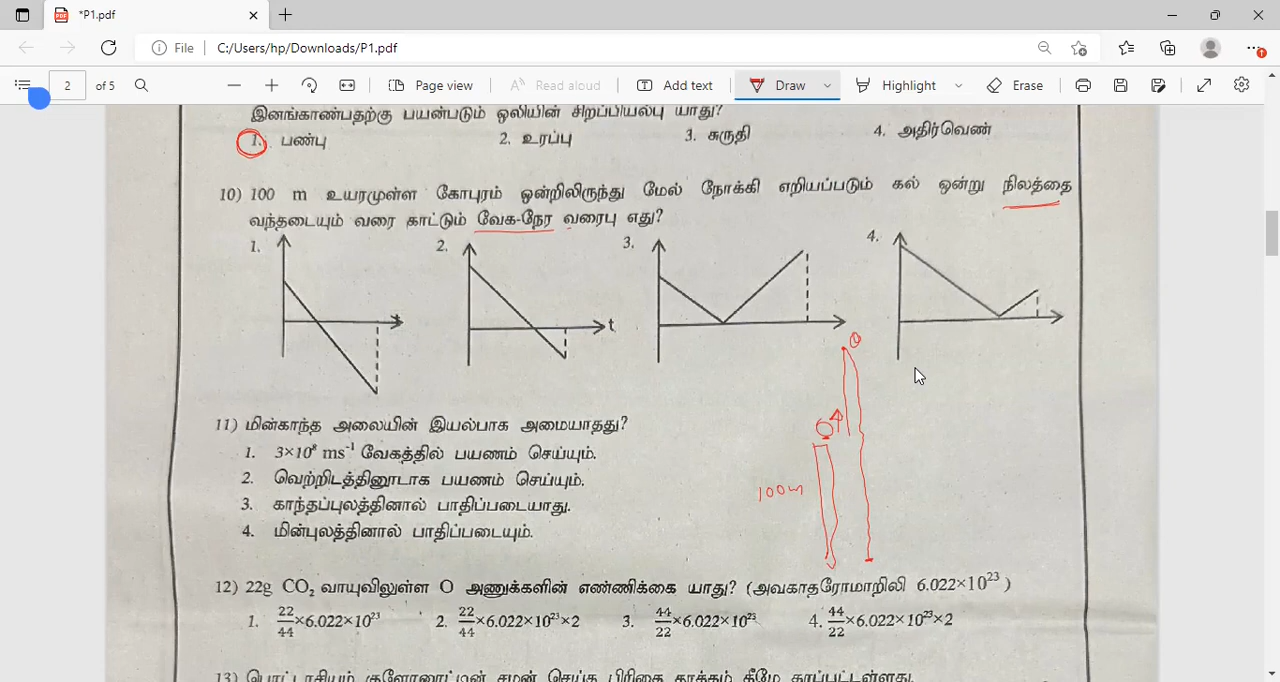 *P1.pdf
File C:/Users/hp/Downloads/P1.pdf
2 of 5 Page view Read aloud Add text Draw Highlight Erase
இனங்காண்பதற்கு பயன்படும் ஒலியின் சிறப்பியல்பு யாது?
1. பண்பு 2. உரப்பு 3. சுருதி 4. அதிர்வெண்
10) 100 m உயரமுள்ள கோபுரம் ஒன்றிலிருந்து மேல் நோக்கி எறியப்படும் கல் ஒன்று நிலத்தை
வந்தடையும் வரை காட்டும் வேக-நேர வரைபு எது?
1. 2. 3. 4.
t
11) மின்காந்த அலையின் இயல்பாக அமையாதது?
100m
1. 3×10⁸ ms⁻¹ வேகத்தில் பயணம் செய்யும்.
2. வெற்றிடத்தினூடாக பயணம் செய்யும்.
3. காந்தப்புலத்தினால் பாதிப்படையாது.
4. மின்புலத்தினால் பாதிப்படையும்.
12) 22g CO₂ வாயுவிலுள்ள O அணுக்களின் எண்ணிக்கை யாது? (அவகாதரோமாறிலி 6.022×10²³ )
1. 22/44 ×6.022×10²³ 2. 22/44 ×6.022×10²³×2 3. 44/22 ×6.022×10²³ 4. 44/22 ×6.022×10²³×2